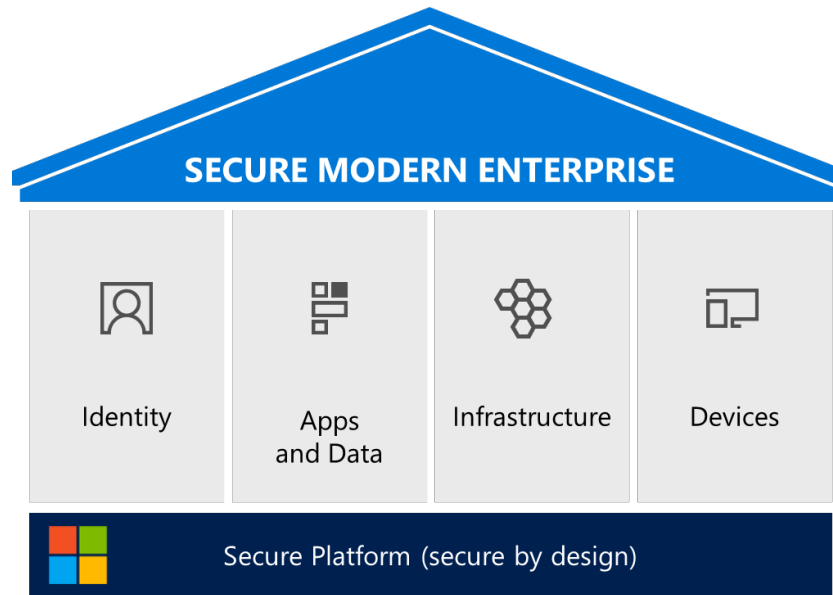 SECURE MODERN ENTERPRISE
Identity
Apps
and Data
Infrastructure
Devices
Secure Platform (secure by design)